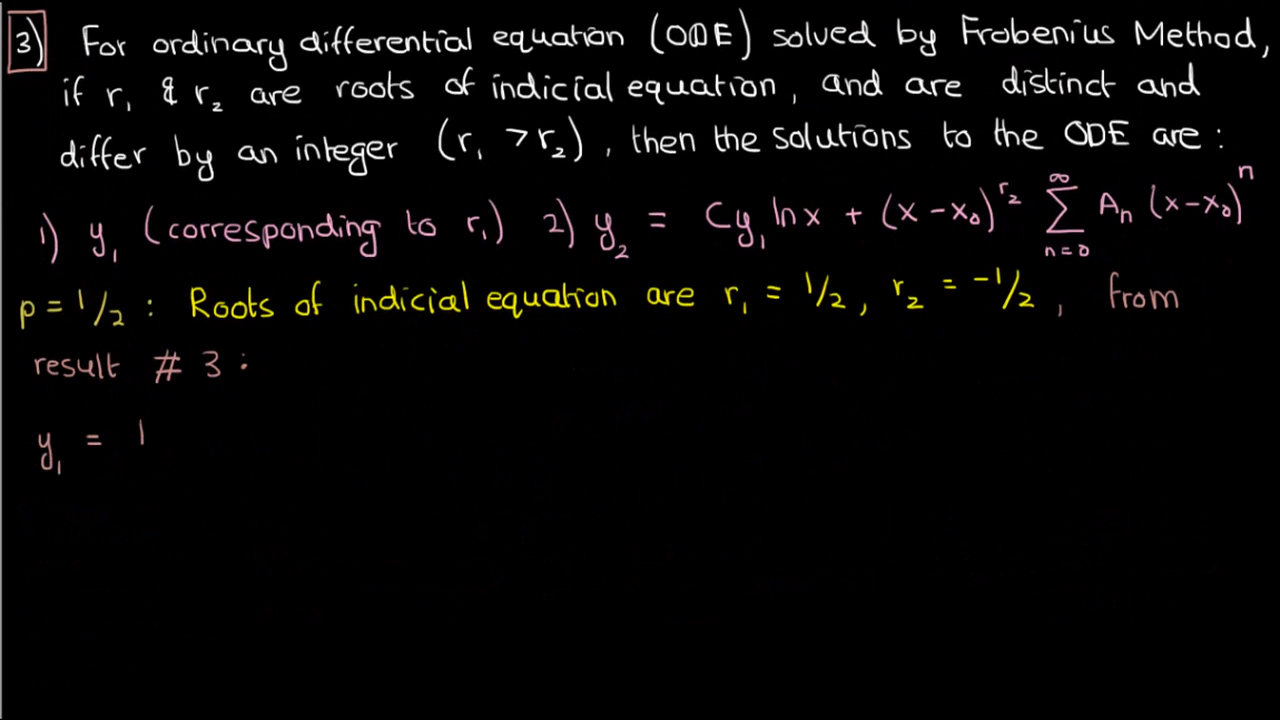 3) For ordinary differential equation (ODE) solved by Frobenius Method,
if r₁ & r₂ are roots of indicial equation, and are distinct and
differ by an integer (r₁ > r₂), then the solutions to the ODE are :
1) y₁ (corresponding to r₁) 2) y₂ = Cy₁ ln x + (x - x₀)^r₂ ∑_{n=0}^{∞} Aₙ (x - x₀)^n
p = 1/2 : Roots of indicial equation are r₁ = 1/2, r₂ = -1/2, from
result # 3 :
y₁ = 1